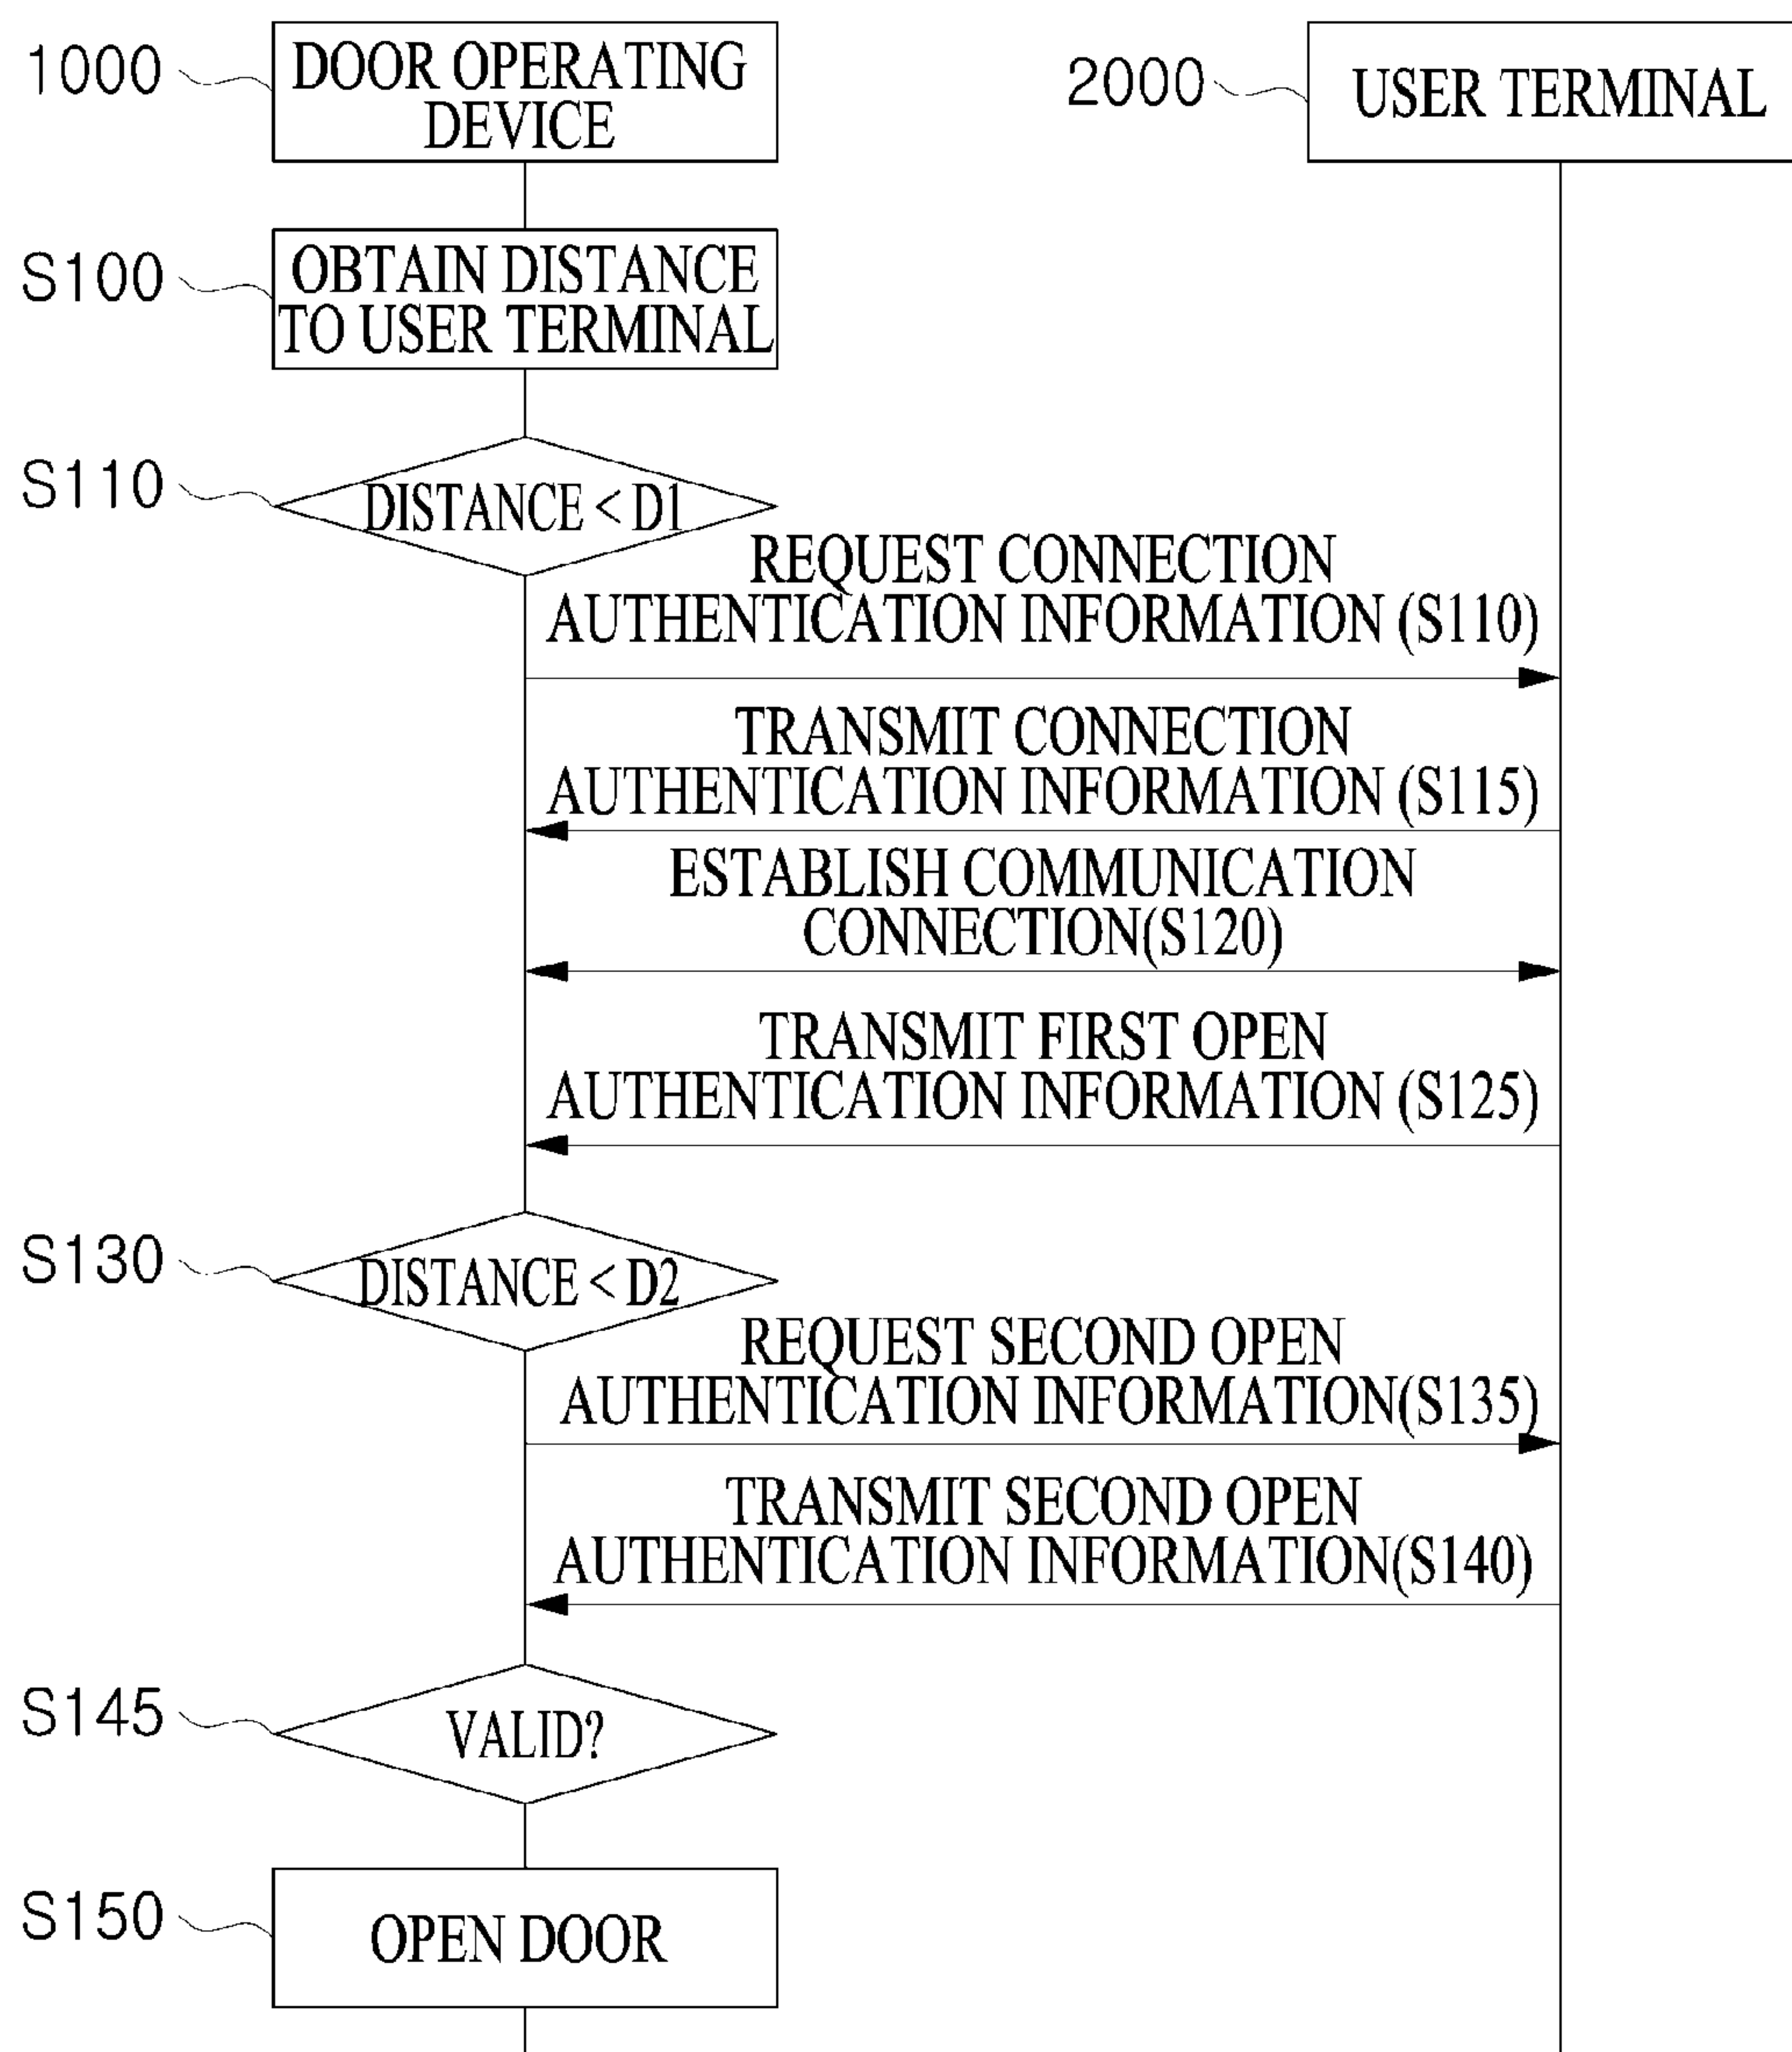 1000
DOOR OPERATING
DEVICE
2000
USER TERMINAL
S100
OBTAIN DISTANCE
TO USER TERMINAL
S110
DISTANCE < D1
REQUEST CONNECTION
AUTHENTICATION INFORMATION (S110)
TRANSMIT CONNECTION
AUTHENTICATION INFORMATION (S115)
ESTABLISH COMMUNICATION
CONNECTION(S120)
TRANSMIT FIRST OPEN
AUTHENTICATION INFORMATION (S125)
S130
DISTANCE < D2
REQUEST SECOND OPEN
AUTHENTICATION INFORMATION(S135)
TRANSMIT SECOND OPEN
AUTHENTICATION INFORMATION(S140)
S145
VALID?
S150
OPEN DOOR